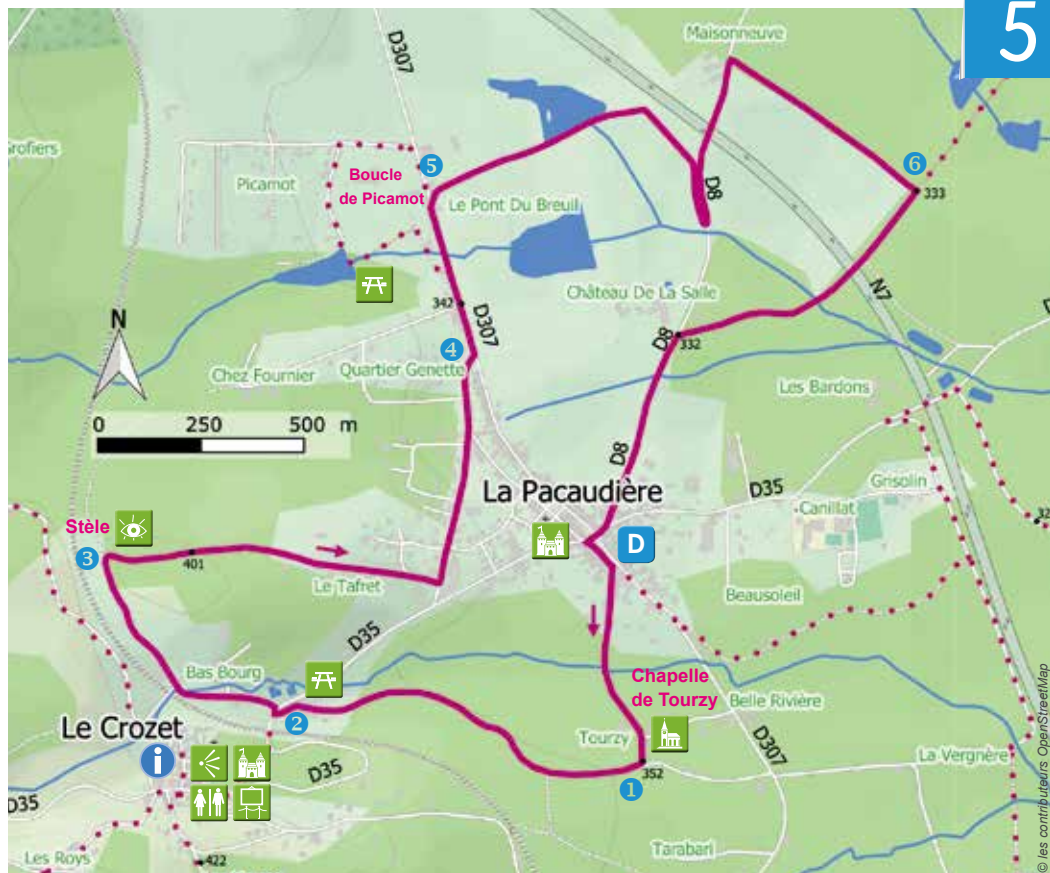 5
Maisonneuve
D307
Grofiers
Picamot
Boucle
de Picamot
5
Le Pont Du Breuil
D8
6
333
N7
342
D307
Château De La Salle
N
4
D8
332
Chez Fournier
Quartier Genette
Les Bardons
0 250 500 m
D8
La Pacaudière
D35
Grisolin
Canillat
Stèle
D
3
401
Le Tafret
Beausoleil
D35
Bas Bourg
Chapelle
de Tourzy
Belle Rivière
2
Le Crozet
Tourzy
D307
La Vergnère
i
D35
352
1
D35
Les Roys
422
Tarabari
© les contributeurs OpenStreetMap